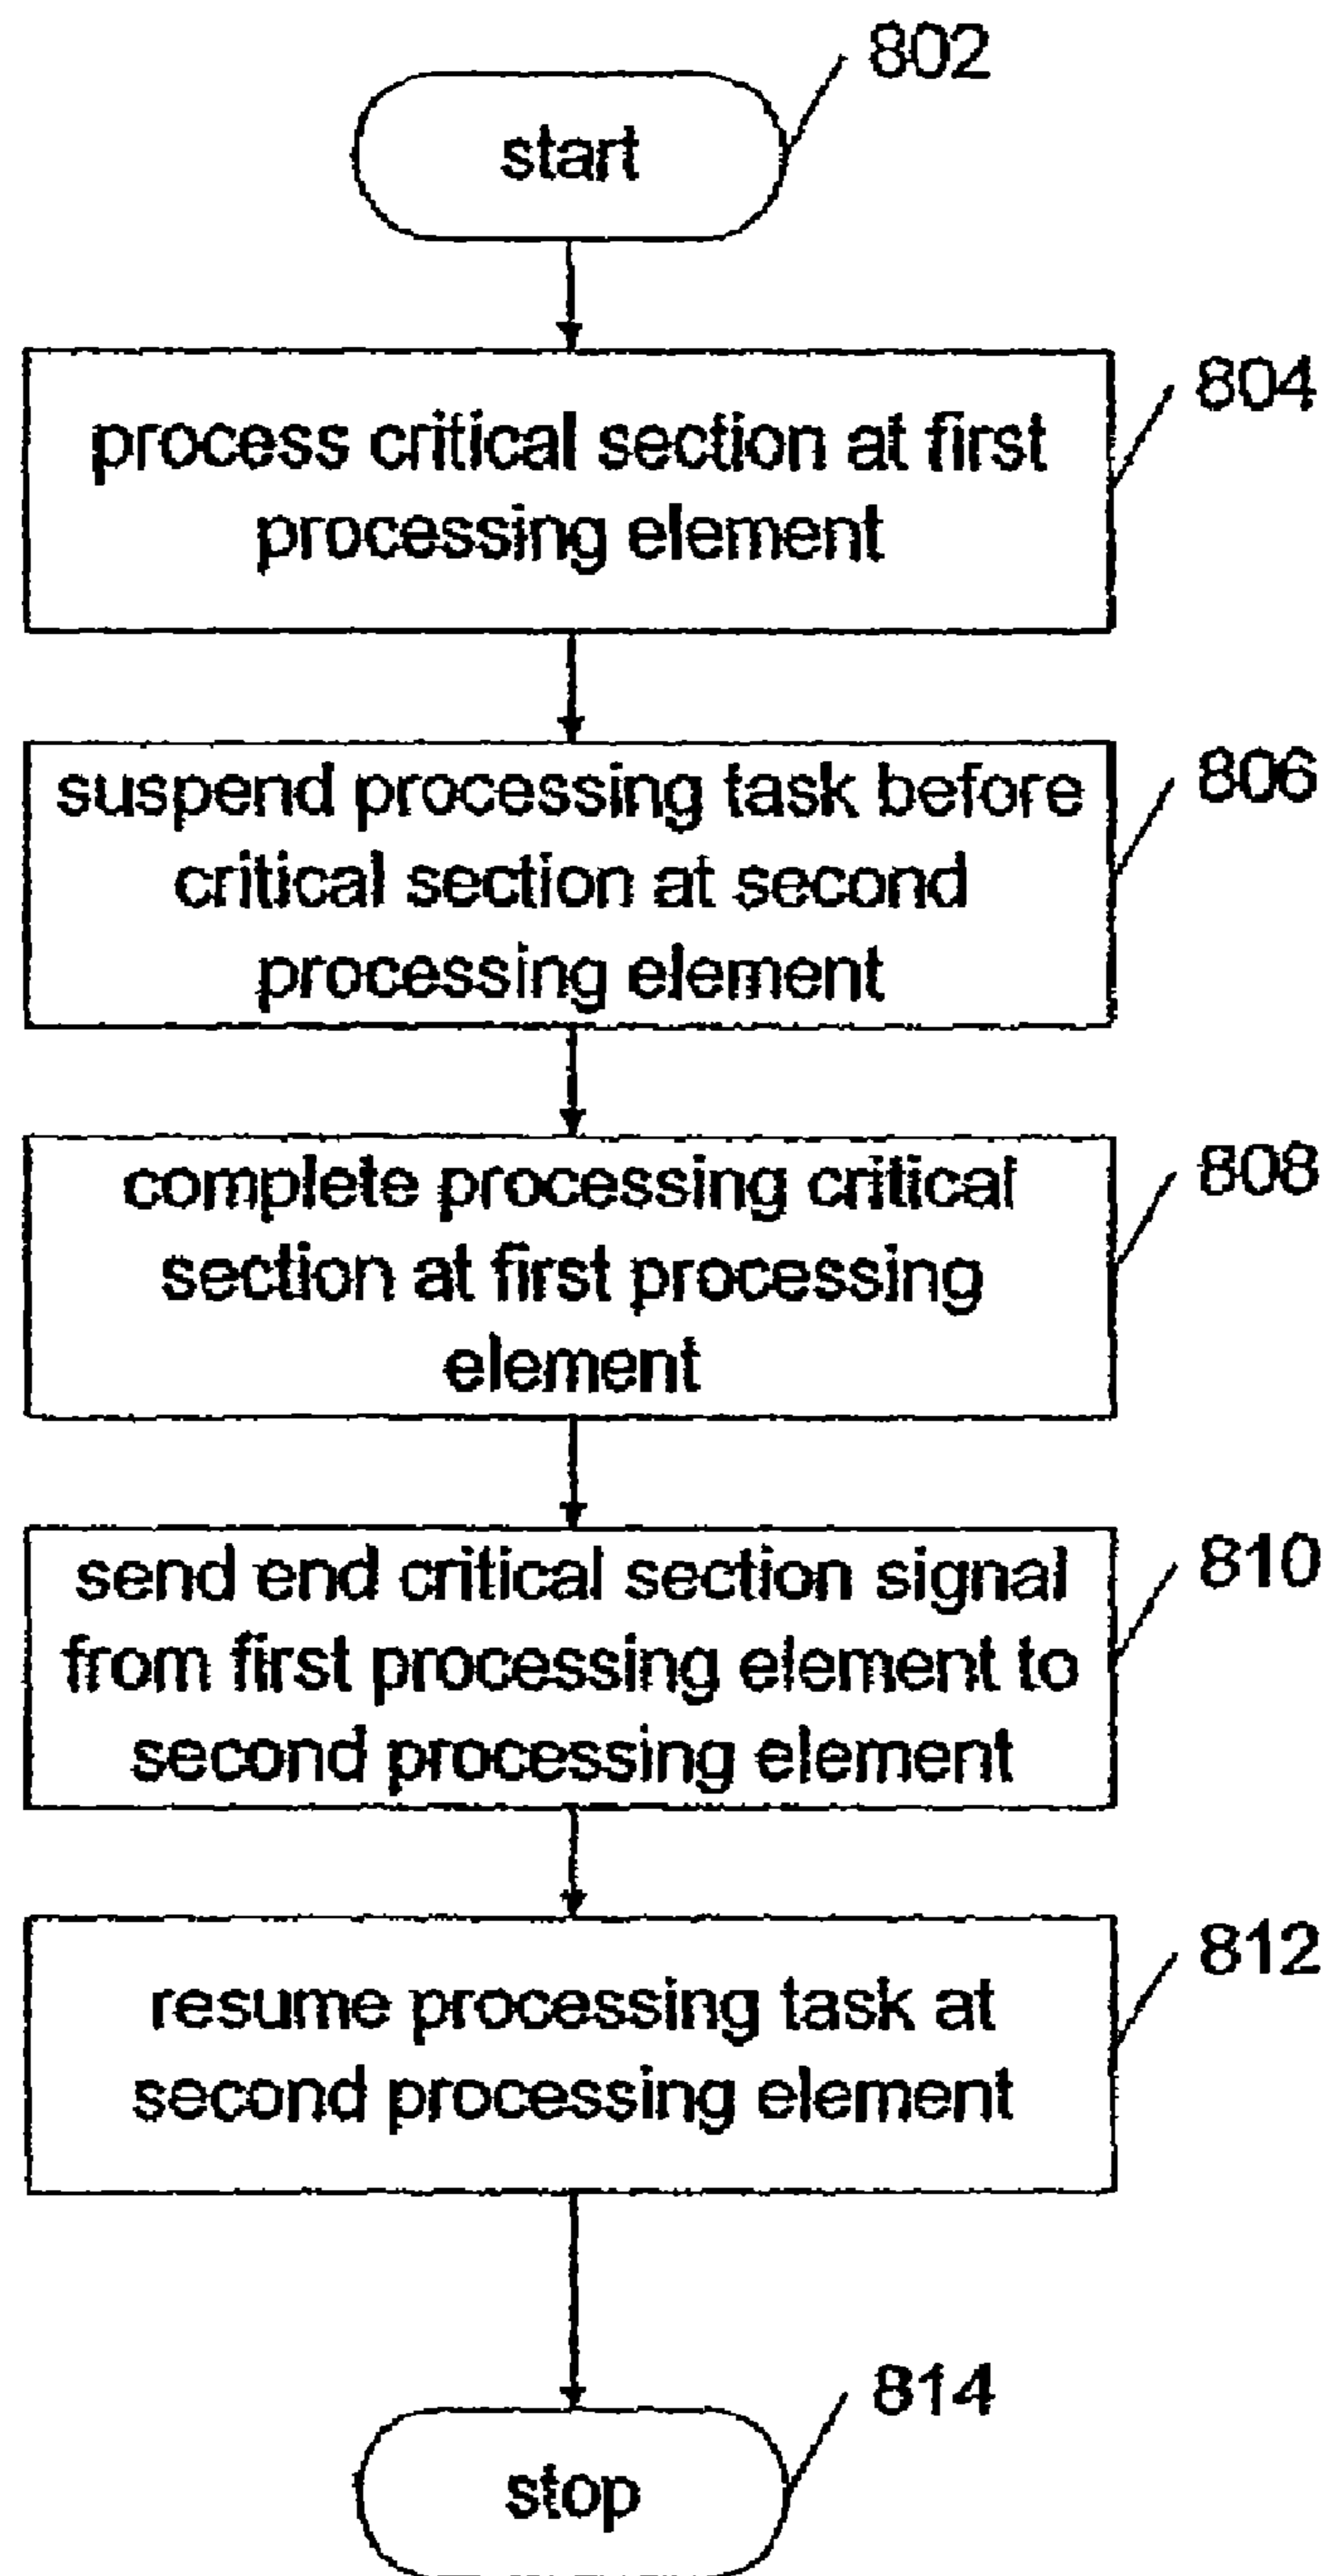 802
start
804
process critical section at first
processing element
806
suspend processing task before
critical section at second
processing element
808
complete processing critical
section at first processing
element
810
send end critical section signal
from first processing element to
second processing element
812
resume processing task at
second processing element
814
stop